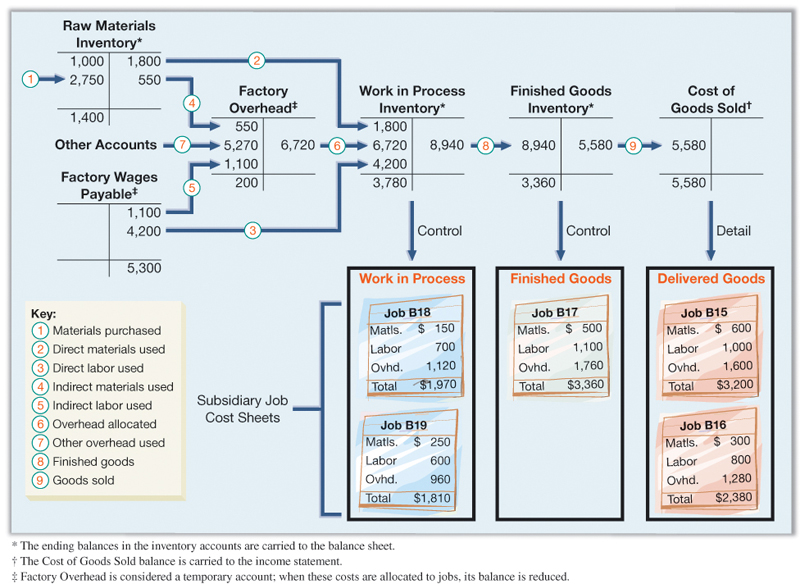 Raw Materials
Inventory*
1,000 1,800
1 2,750 550
1,400
2
4
Factory
Overhead‡
550
Other Accounts 7 5,270 6,720 6
1,100
200
Factory Wages
Payable‡
1,100 5
4,200 3
5,300
Work in Process
Inventory*
1,800
6,720 8,940 8
4,200
3,780
Finished Goods
Inventory*
8,940 5,580 9
3,360
Cost of
Goods Sold†
5,580
5,580
Control
Control
Detail
Key:
1 Materials purchased
2 Direct materials used
3 Direct labor used
4 Indirect materials used
5 Indirect labor used
6 Overhead allocated
7 Other overhead used
8 Finished goods
9 Goods sold
Subsidiary Job
Cost Sheets
Work in Process
Job B18
Matls. $ 150
Labor 700
Ovhd. 1,120
Total $1,970
Job B19
Matls. $ 250
Labor 600
Ovhd. 960
Total $1,810
Finished Goods
Job B17
Matls. $ 500
Labor 1,100
Ovhd. 1,760
Total $3,360
Delivered Goods
Job B15
Matls. $ 600
Labor 1,000
Ovhd. 1,600
Total $3,200
Job B16
Matls. $ 300
Labor 800
Ovhd. 1,280
Total $2,380
* The ending balances in the inventory accounts are carried to the balance sheet.
† The Cost of Goods Sold balance is carried to the income statement.
‡ Factory Overhead is considered a temporary account; when these costs are allocated to jobs, its balance is reduced.